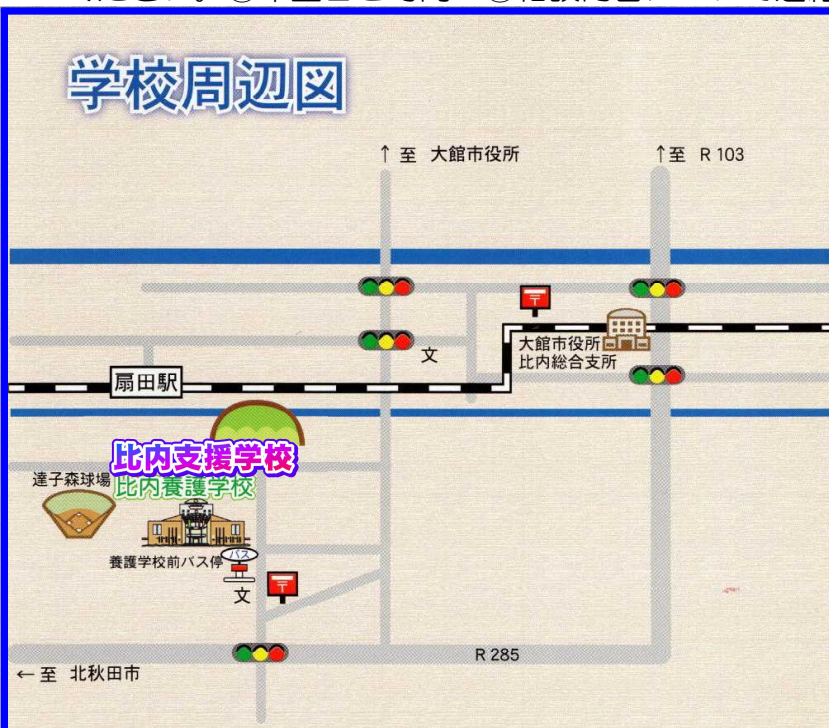 学校周辺図
↑ 至 大館市役所
↑至 R 103
〒
文
大館市役所
比内総合支所
扇田駅
比内支援学校
比内養護学校
達子森球場
養護学校前バス停
バス
〒
文
R 285
← 至 北秋田市